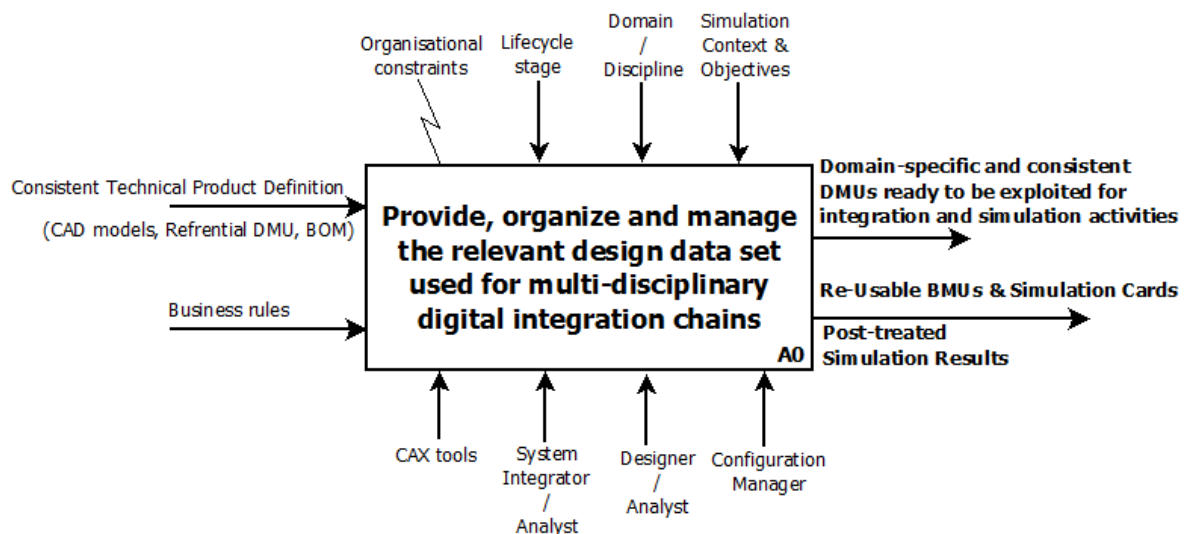 Organisational
constraints
Lifecycle
stage
Domain
/
Discipline
Simulation
Context &
Objectives
Consistent Technical Product Definition
(CAD models, Refrential DMU, BOM)
Business rules
Provide, organize and manage
the relevant design data set
used for multi-disciplinary
digital integration chains
A0
Domain-specific and consistent
DMUs ready to be exploited for
integration and simulation activities
Re-Usable BMUs & Simulation Cards
Post-treated
Simulation Results
CAX tools
System
Integrator
/
Analyst
Designer
/
Analyst
Configuration
Manager